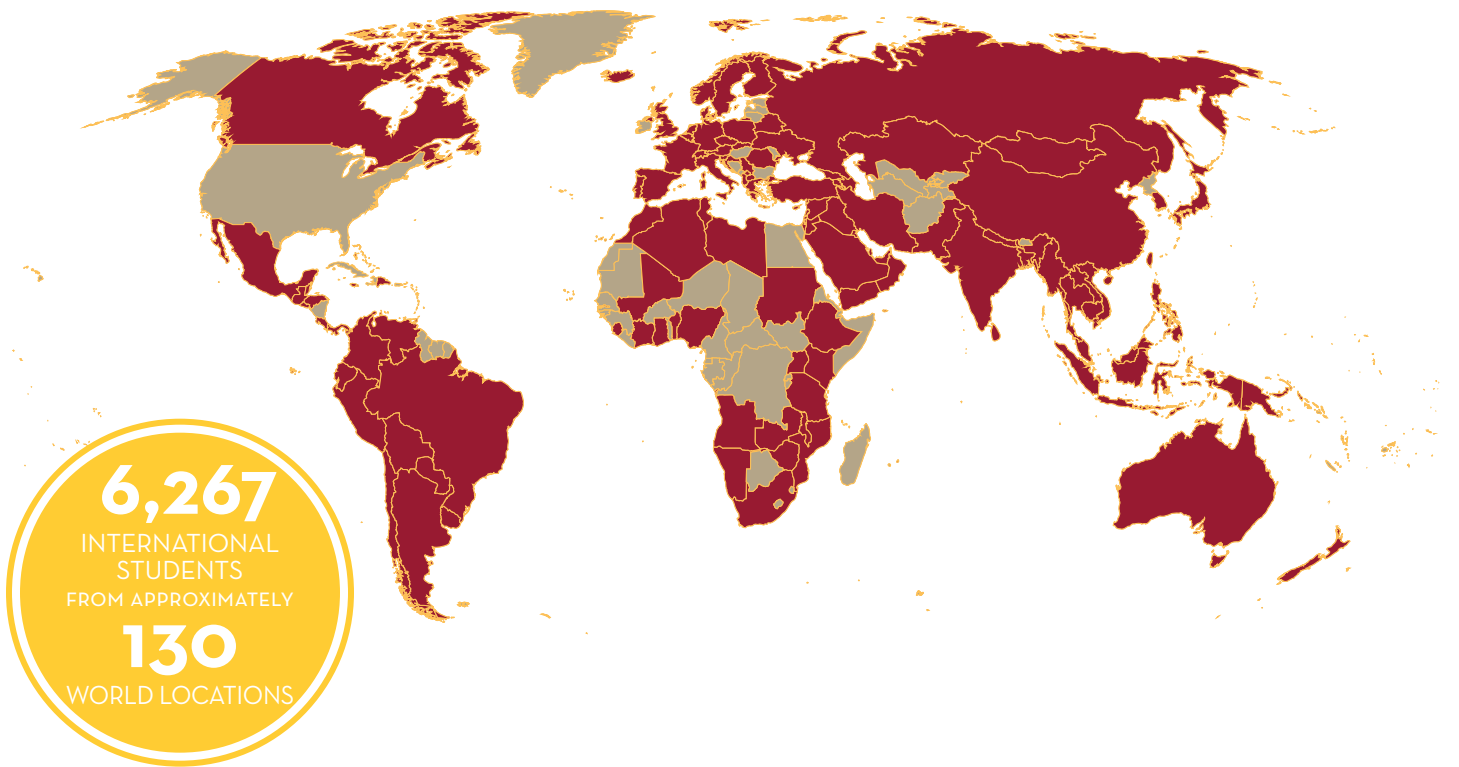 6,267
INTERNATIONAL
STUDENTS
FROM APPROXIMATELY
130
WORLD LOCATIONS